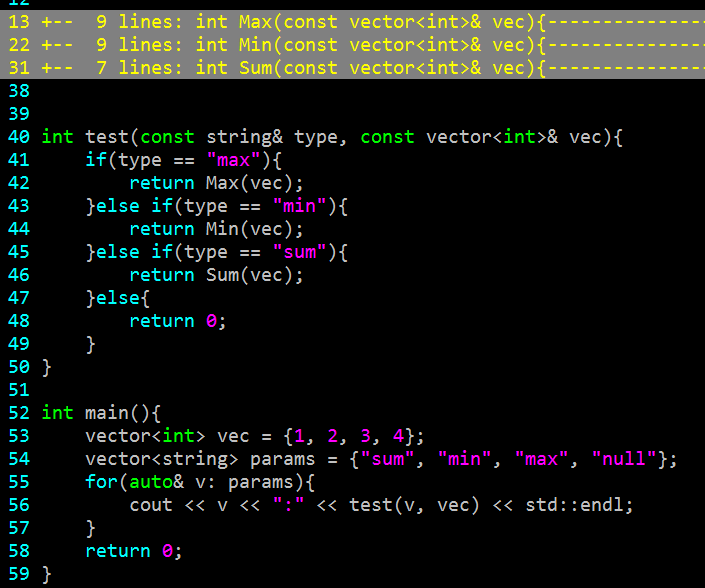 12
13 +--  9 lines: int Max(const vector<int>& vec){---------------
22 +--  9 lines: int Min(const vector<int>& vec){---------------
31 +--  7 lines: int Sum(const vector<int>& vec){---------------
38
39
40 int test(const string& type, const vector<int>& vec){
41     if(type == "max"){
42         return Max(vec);
43     }else if(type == "min"){
44         return Min(vec);
45     }else if(type == "sum"){
46         return Sum(vec);
47     }else{
48         return 0;
49     }
50 }
51
52 int main(){
53     vector<int> vec = {1, 2, 3, 4};
54     vector<string> params = {"sum", "min", "max", "null"};
55     for(auto& v: params){
56         cout << v << ":" << test(v, vec) << std::endl;
57     }
58     return 0;
59 }